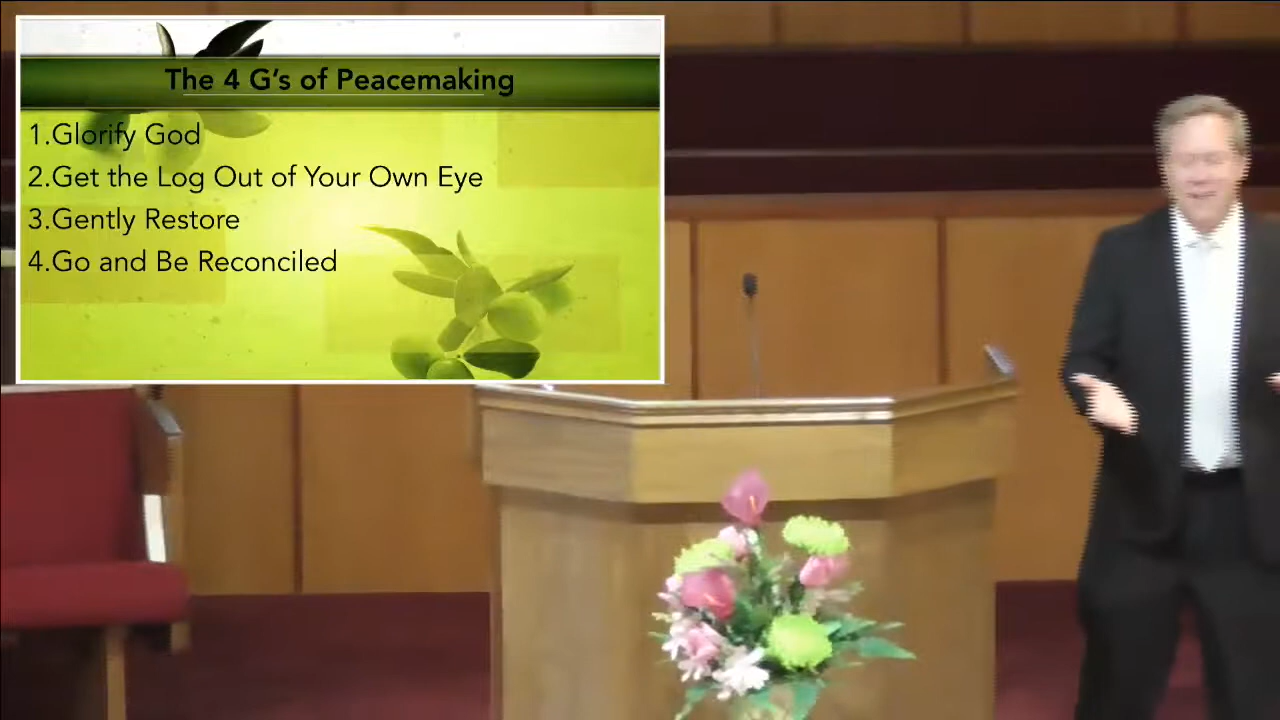 The 4 G's of Peacemaking
1.Glorify God
2.Get the Log Out of Your Own Eye
3.Gently Restore
4.Go and Be Reconciled